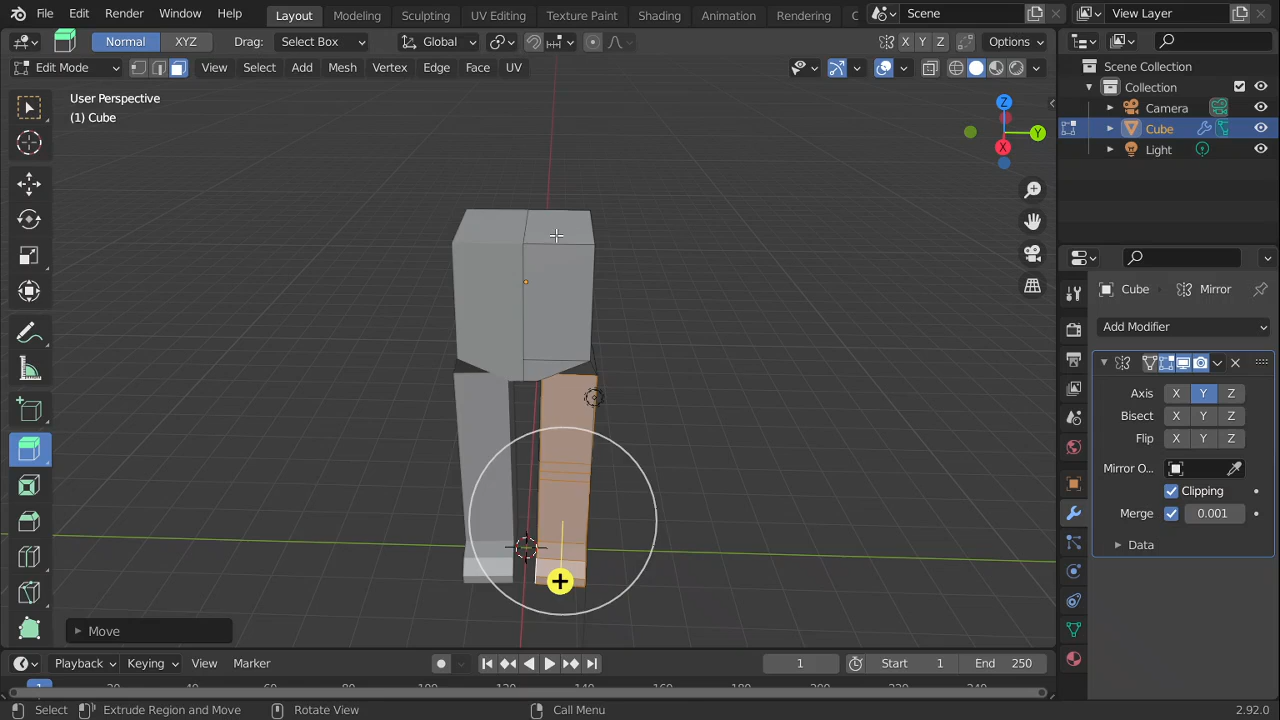 File Edit Render Window Help Layout Modeling Sculpting UV Editing Texture Paint Shading Animation Rendering C Scene View Layer
Normal XYZ Drag: Select Box Global X Y Z Options
Edit Mode View Select Add Mesh Vertex Edge Face UV
User Perspective
(1) Cube
Z
Y
X
Scene Collection
Collection
Camera
Cube
Light
Cube Mirror
Add Modifier
Axis X Y Z
Bisect X Y Z
Flip X Y Z
Mirror O...
Clipping
Merge 0.001
Data
Move
Playback Keying View Marker 1 Start 1 End 250
1
Select Extrude Region and Move Rotate View Call Menu 2.92.0